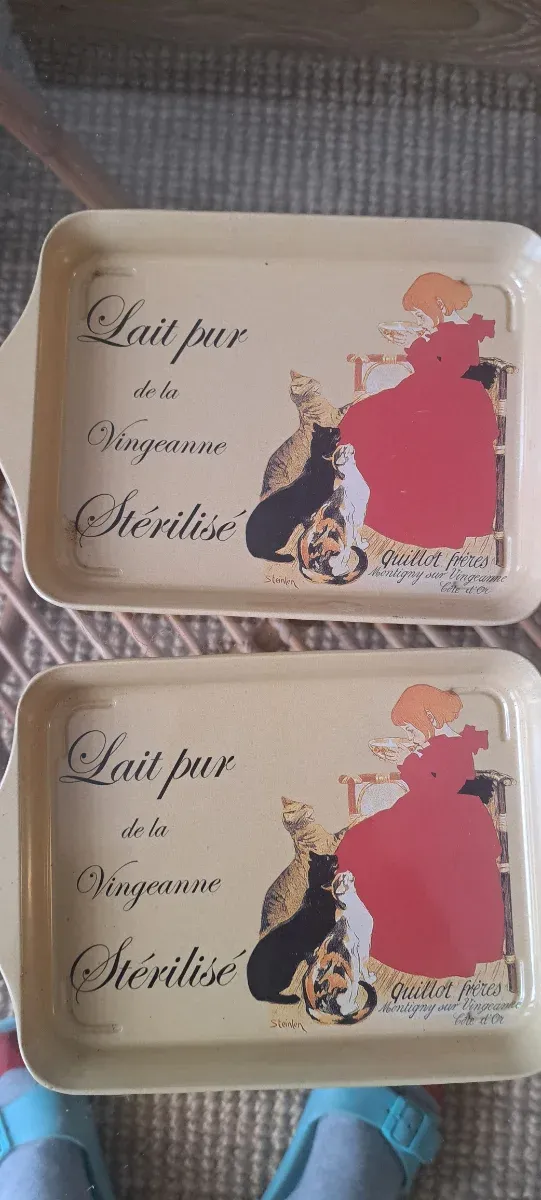 Lait pur
de la
Vingeanne
Stérilisé
Steinlen
Quillot frères
Montigny sur Vingeanne
Côte d'Or
Lait pur
de la
Vingeanne
Stérilisé
Steinlen
Quillot frères
Montigny sur Vingeanne
Côte d'Or